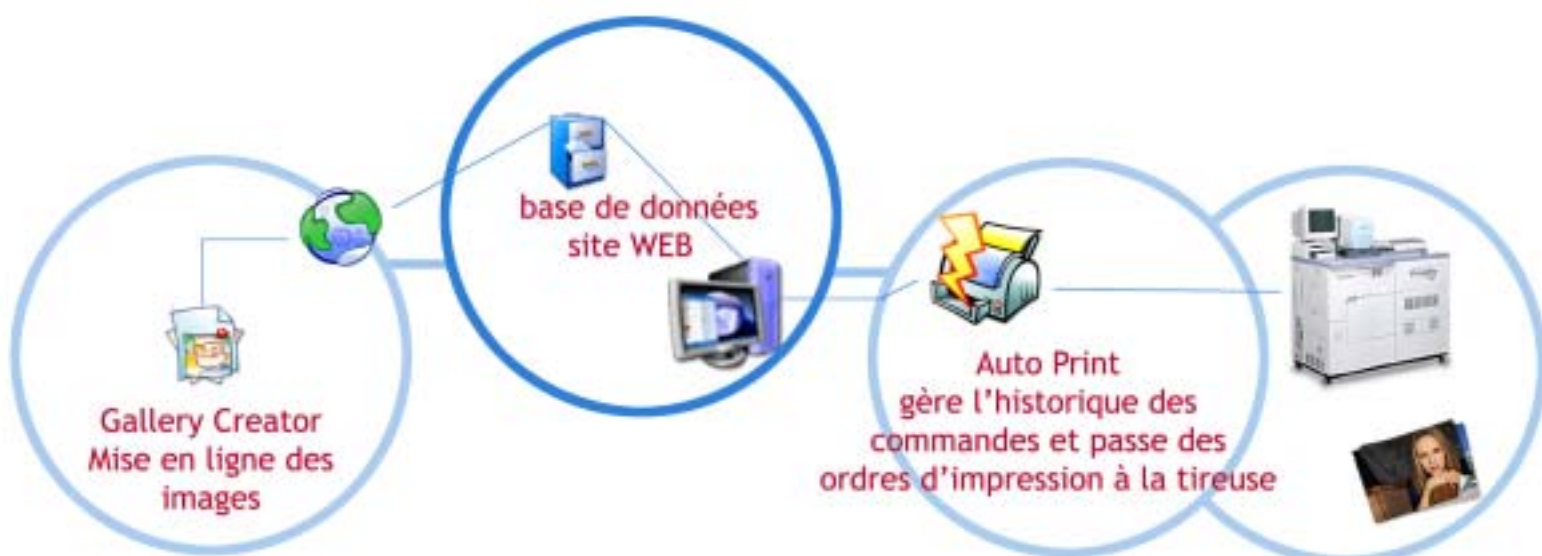 Gallery Creator
Mise en ligne des
images
base de données
site WEB
Auto Print
gère l'historique des
commandes et passe des
ordres d'impression à la tireuse